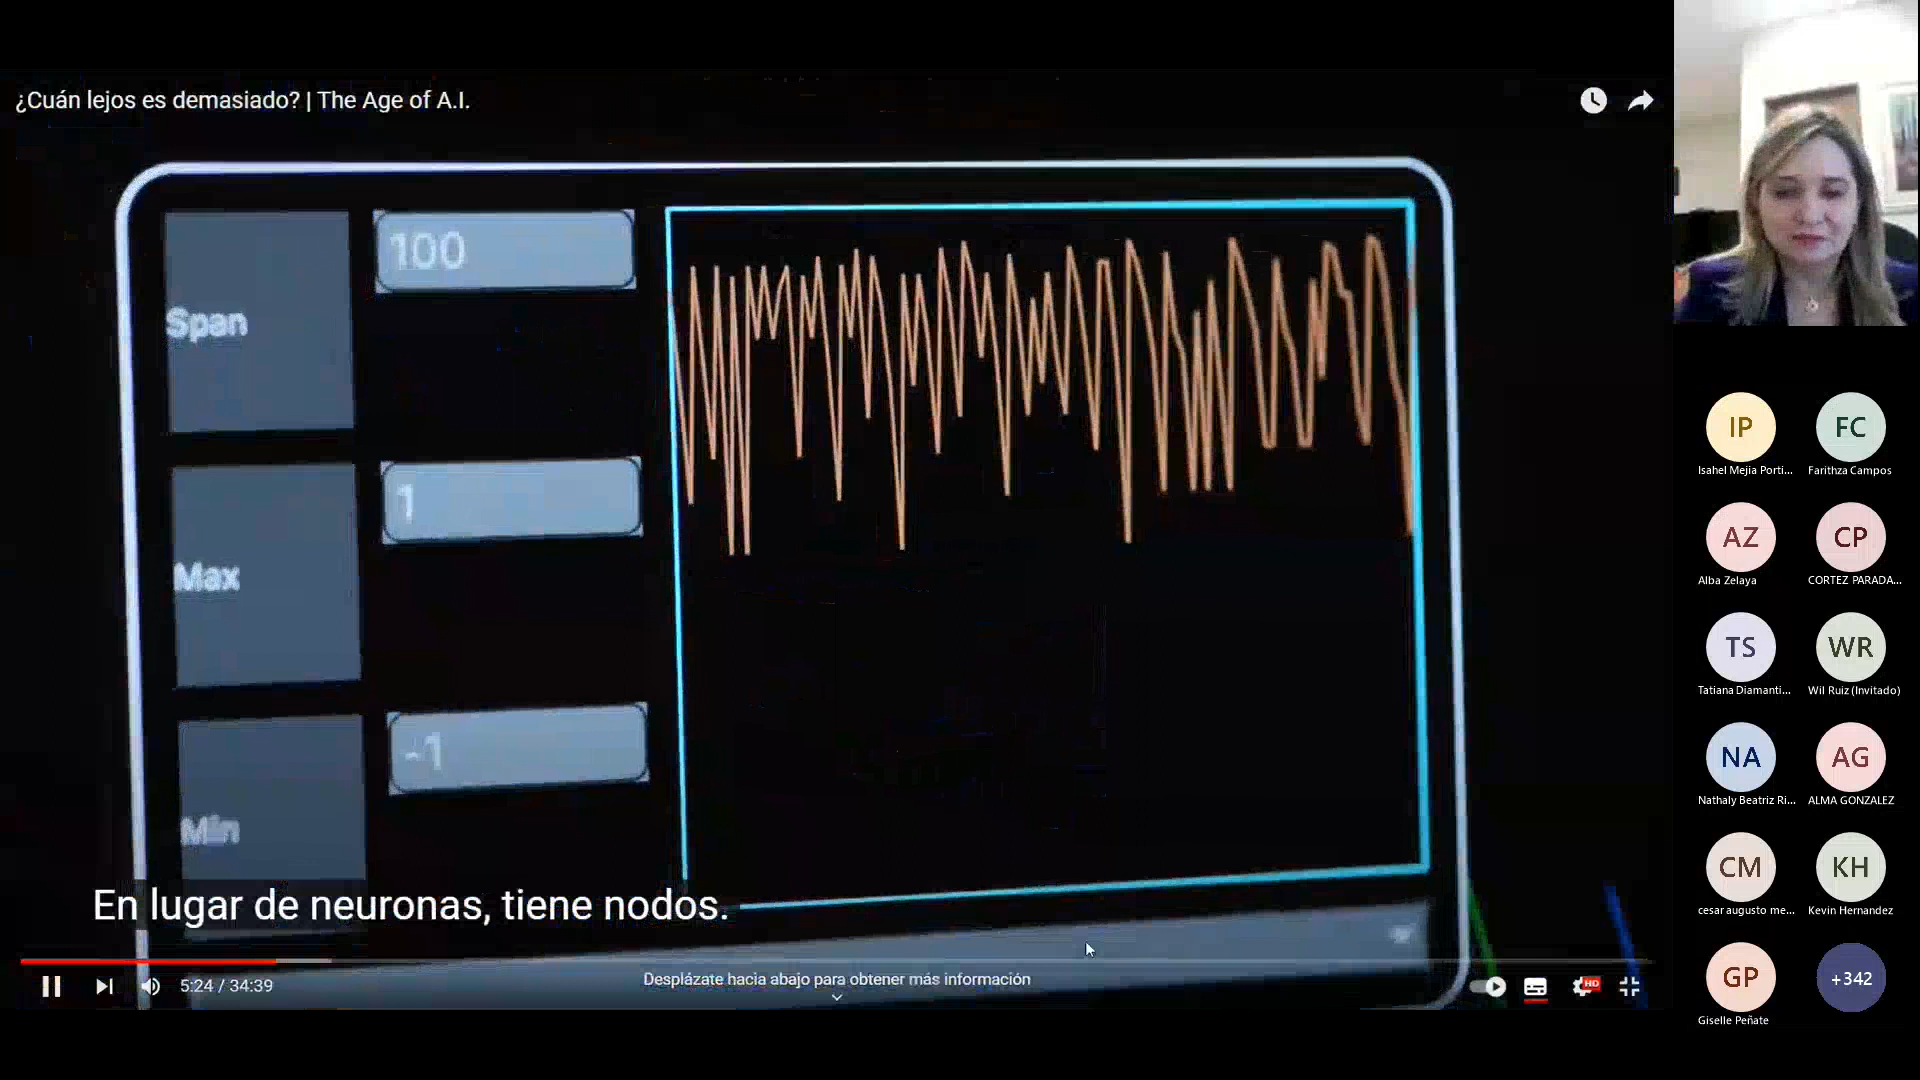 ¿Cuán lejos es demasiado? | The Age of A.I.
Span
100
Max
1
Min
-1
En lugar de neuronas, tiene nodos.
5:24 / 34:39
Desplázate hacia abajo para obtener más información
HD
IP
Isahel Mejia Porti...
FC
Farithza Campos
AZ
Alba Zelaya
CP
CORTEZ PARADA...
TS
Tatiana Diamanti...
WR
Wil Ruiz (Invitado)
NA
Nathaly Beatriz Ri...
AG
ALMA GONZALEZ
CM
cesar augusto me...
KH
Kevin Hernandez
GP
Giselle Peñate
+342